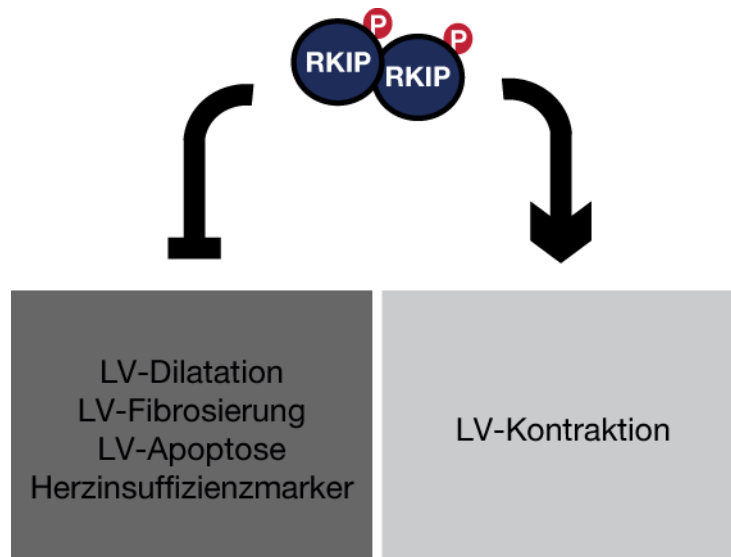 P
P
RKIP
RKIP
LV-Dilatation
LV-Fibrosierung
LV-Apoptose
Herzinsuffizienzmarker
LV-Kontraktion